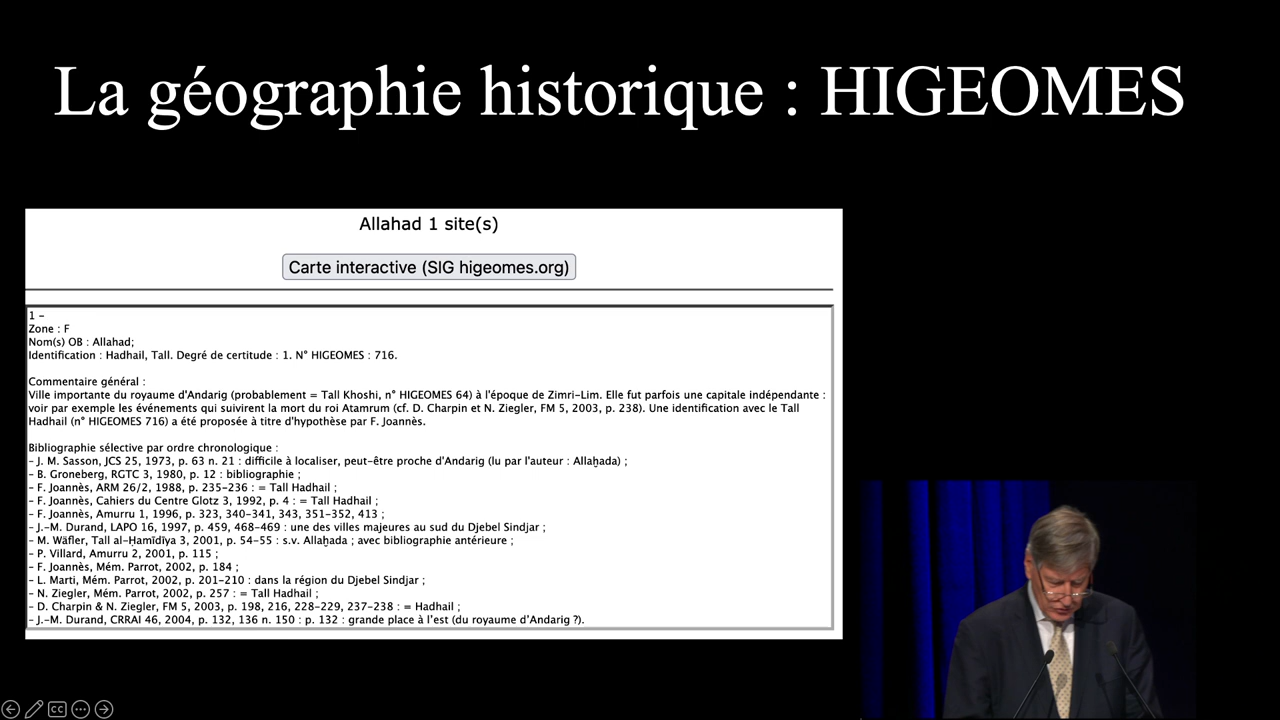 La géographie historique : HIGEOMES
Allahad 1 site(s)
Carte interactive (SIG higeomes.org)
1 -
Zone : F
Nom(s) OB : Allahad;
Identification : Hadhail, Tall. Degré de certitude : 1. N° HIGEOMES : 716.
Commentaire général :
Ville importante du royaume d'Andarig (probablement = Tall Khoshi, n° HIGEOMES 64) à l'époque de Zimri-Lim. Elle fut parfois une capitale indépendante :
voir par exemple les événements qui suivirent la mort du roi Atamrum (cf. D. Charpin et N. Ziegler, FM 5, 2003, p. 238). Une identification avec le Tall
Hadhail (n° HIGEOMES 716) a été proposée à titre d'hypothèse par F. Joannès.
Bibliographie sélective par ordre chronologique :
- J. M. Sasson, JCS 25, 1973, p. 63 n. 21 : difficile à localiser, peut-être proche d'Andarig (lu par l'auteur : Allaḫada) ;
- B. Groneberg, RGTC 3, 1980, p. 12 : bibliographie ;
- F. Joannès, ARM 26/2, 1988, p. 235-236 : = Tall Hadhail ;
- F. Joannès, Cahiers du Centre Glotz 3, 1992, p. 4 : = Tall Hadhail ;
- F. Joannès, Amurru 1, 1996, p. 323, 340-341, 343, 351-352, 413 ;
- J.-M. Durand, LAPO 16, 1997, p. 459, 468-469 : une des villes majeures au sud du Djebel Sindjar ;
- M. Wäfler, Tall al-Ḥamīdīya 3, 2001, p. 54-55 : s.v. Allaḫada ; avec bibliographie antérieure ;
- P. Villard, Amurru 2, 2001, p. 115 ;
- F. Joannès, Mém. Parrot, 2002, p. 184 ;
- L. Marti, Mém. Parrot, 2002, p. 201-210 : dans la région du Djebel Sindjar ;
- N. Ziegler, Mém. Parrot, 2002, p. 257 : = Tall Hadhail ;
- D. Charpin & N. Ziegler, FM 5, 2003, p. 198, 216, 228-229, 237-238 : = Hadhail ;
- J.-M. Durand, CRRAI 46, 2004, p. 132, 136 n. 150 : p. 132 : grande place à l'est (du royaume d'Andarig ?).
CC